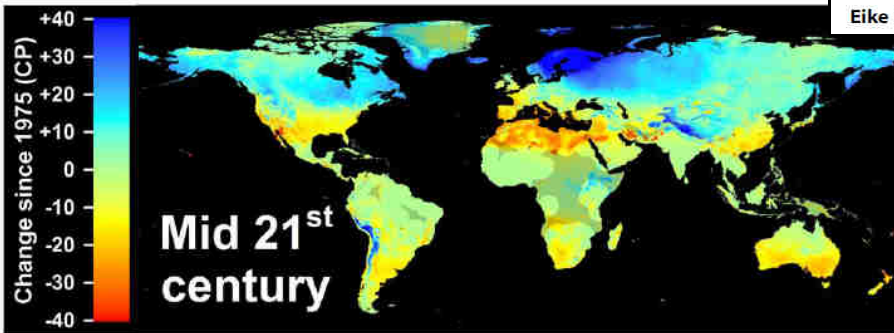 Eike
Change since 1975 (CP)
+40
+30
+20
+10
0
-10
-20
-30
-40
Mid 21st
century